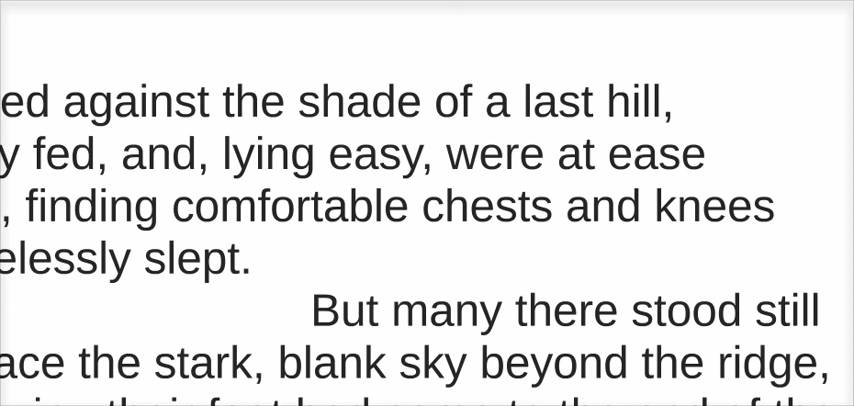 ed against the shade of a last hill,
y fed, and, lying easy, were at ease
, finding comfortable chests and knees
elessly slept.
But many there stood still
ace the stark, blank sky beyond the ridge,